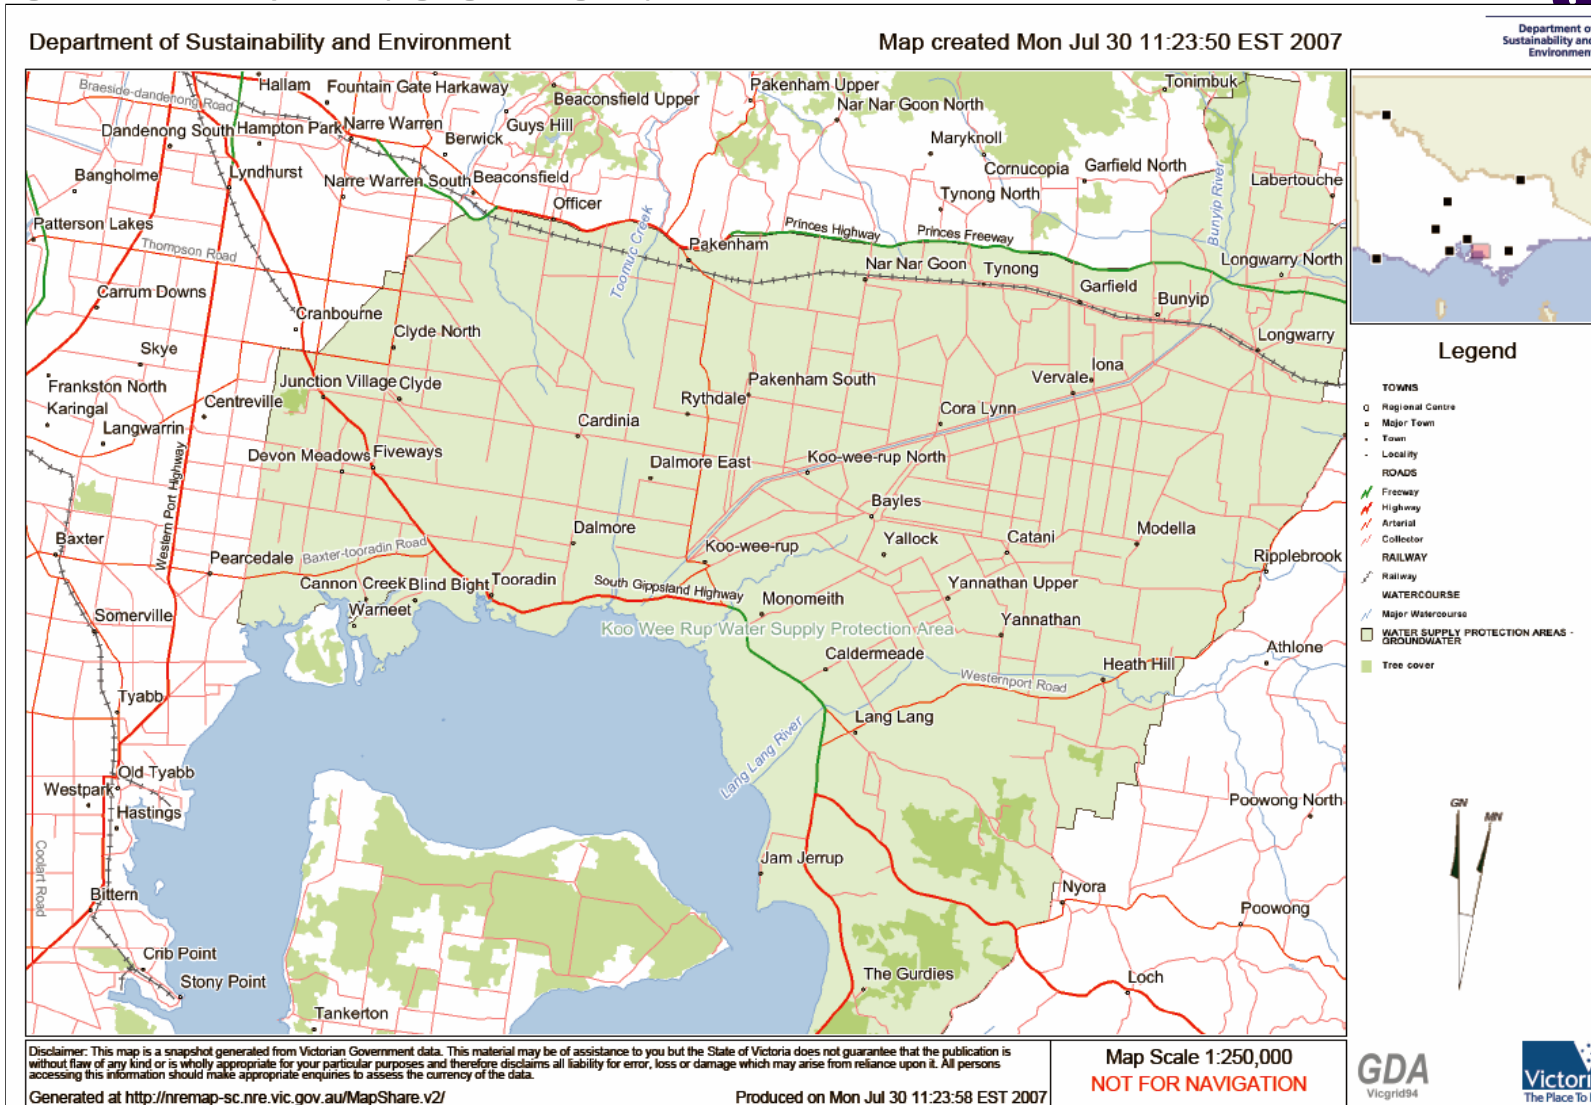 Department of Sustainability and Environment
Map created Mon Jul 30 11:23:50 EST 2007
Department of
Sustainability and
Environment
Hallam
Fountain Gate
Harkaway
Beaconsfield Upper
Pakenham Upper
Tonimbuk
Braeside-dandenong Road
Nar Nar Goon North
Dandenong South
Hampton Park
Narre Warren
Guys Hill
Berwick
Maryknoll
Cornucopia
Garfield North
Bangholme
Lyndhurst
Narre Warren South
Beaconsfield
Labertouche
Tynong North
Officer
Bunyip River
Patterson Lakes
Princes Highway
Princes Freeway
Thompson Road
Toomuc Creek
Pakenham
Nar Nar Goon
Tynong
Longwarry North
Carrum Downs
Garfield
Bunyip
Cranbourne
Clyde North
Longwarry
Skye
Iona
Vervale
Frankston North
Junction Village
Clyde
Pakenham South
Karingal
Centreville
Rythdale
Cora Lynn
Langwarrin
Cardinia
Devon Meadows
Fiveways
Dalmore East
Koo-wee-rup North
Western Port Highway
Bayles
Dalmore
Modella
Baxter
Pearcedale
Baxter-tooradin Road
Koo-wee-rup
Yallock
Catani
Ripplebrook
Cannon Creek
Blind Bight
Tooradin
South Gippsland Highway
Yannathan Upper
Somerville
Warneet
Monomeith
Koo Wee Rup Water Supply Protection Area
Yannathan
Caldermeade
Athlone
Heath Hill
Westernport Road
Tyabb
Lang Lang
Lang Lang River
Old Tyabb
Westpark
Hastings
Poowong North
Coolart Road
Jam Jerrup
Bittern
Nyora
Poowong
Crib Point
Stony Point
The Gurdies
Loch
Tankerton
Legend
TOWNS
Regional Centre
Major Town
Town
Locality
ROADS
Freeway
Highway
Arterial
Collector
RAILWAY
Railway
WATERCOURSE
Major Watercourse
WATER SUPPLY PROTECTION AREAS -
GROUNDWATER
Tree cover
GN
MN
Disclaimer: This map is a snapshot generated from Victorian Government data. This material may be of assistance to you but the State of Victoria does not guarantee that the publication is
without flaw of any kind or is wholly appropriate for your particular purposes and therefore disclaims all liability for error, loss or damage which may arise from reliance upon it. All persons
accessing this information should make appropriate enquiries to assess the currency of the data.
Generated at http://nremap-sc.nre.vic.gov.au/MapShare.v2/
Produced on Mon Jul 30 11:23:58 EST 2007
Map Scale 1:250,000
NOT FOR NAVIGATION
GDA
Vicgrid94
Victori
The Place To